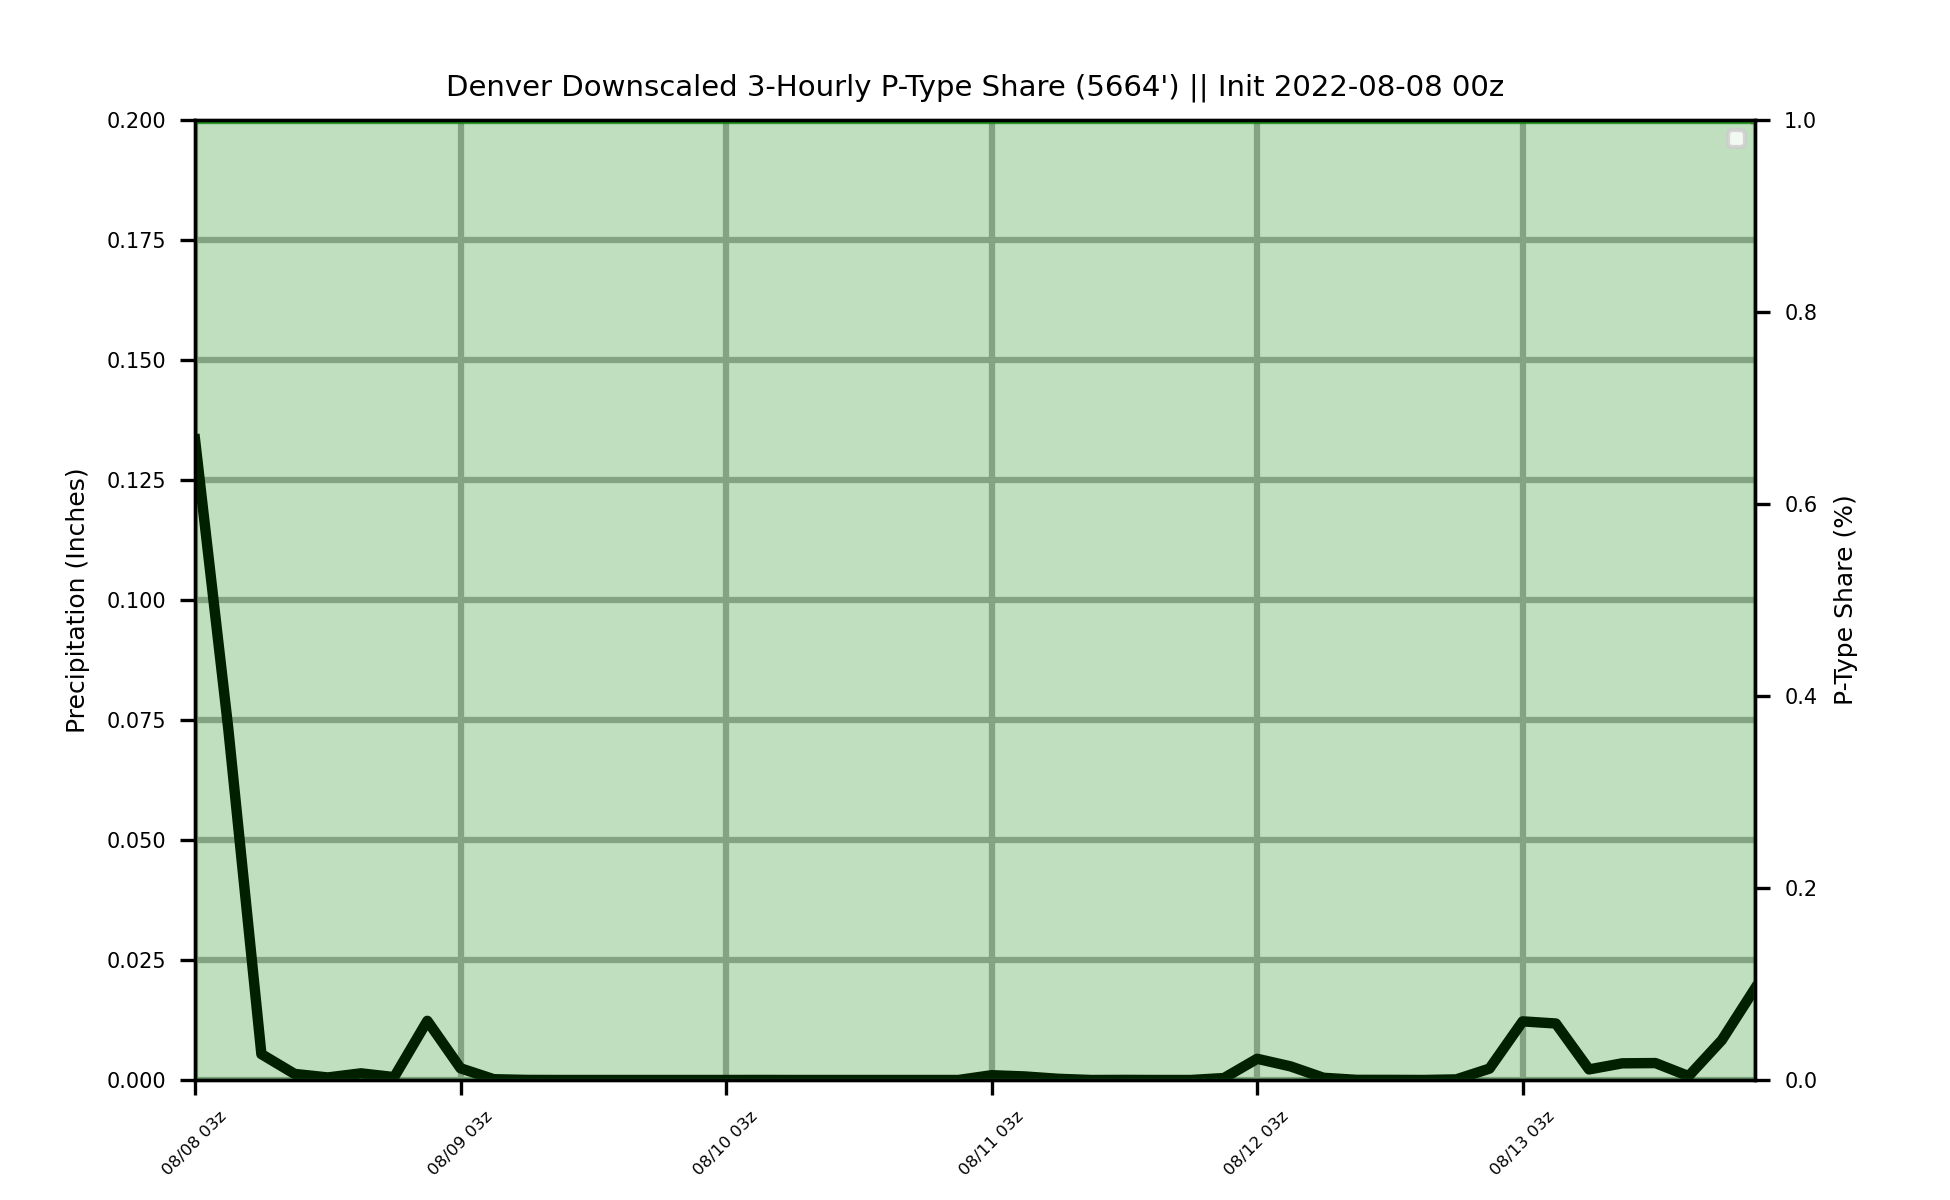 Denver Downscaled 3-Hourly P-Type Share (5664') || Init 2022-08-08 00z
0.200
0.175
0.150
0.125
0.100
0.075
0.050
0.025
0.000
Precipitation (Inches)
1.0
0.8
0.6
0.4
0.2
0.0
P-Type Share (%)
08/08 03z
08/09 03z
08/10 03z
08/11 03z
08/12 03z
08/13 03z